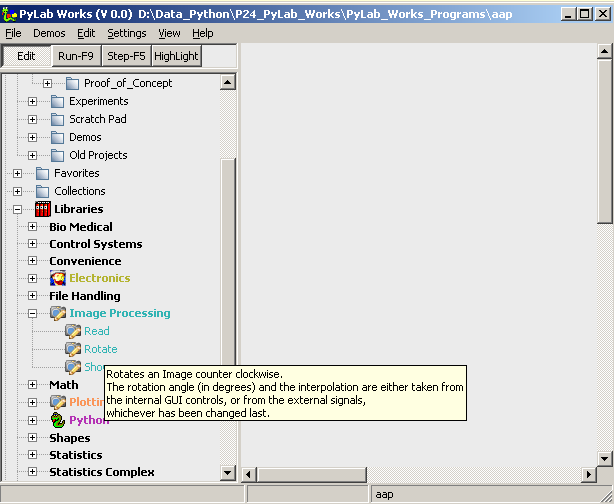 PyLab Works (V 0.0) D:\Data_Python\P24_PyLab_Works\PyLab_Works_Programs\aap
File Demos Edit Settings View Help
Edit Run-F9 Step-F5 HighLight
Proof_of_Concept
Experiments
Scratch Pad
Demos
Old Projects
Favorites
Collections
Libraries
Bio Medical
Control Systems
Convenience
Electronics
File Handling
Image Processing
Read
Rotate
Rotates an Image counter clockwise.
The rotation angle (in degrees) and the interpolation are either taken from
the internal GUI controls, or from the external signals,
whichever has been changed last.
Math
Python
Shapes
Statistics
Statistics Complex
aap